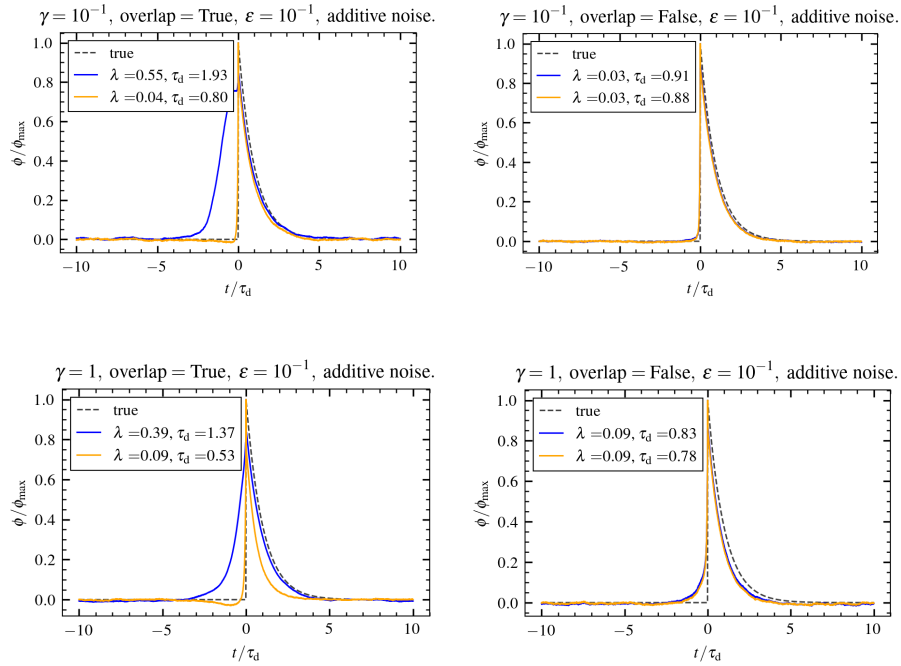 γ = 10⁻¹, overlap = True, ε = 10⁻¹, additive noise.
1.0
0.8
0.6
0.4
0.2
0.0
ϕ/ϕmax
true
λ =0.55, τd =1.93
λ =0.04, τd =0.80
−10
−5
0
5
10
t/τd
γ = 10⁻¹, overlap = False, ε = 10⁻¹, additive noise.
1.0
0.8
0.6
0.4
0.2
0.0
ϕ/ϕmax
true
λ =0.03, τd =0.91
λ =0.03, τd =0.88
−10
−5
0
5
10
t/τd
γ = 1, overlap = True, ε = 10⁻¹, additive noise.
1.0
0.8
0.6
0.4
0.2
0.0
ϕ/ϕmax
true
λ =0.39, τd =1.37
λ =0.09, τd =0.53
−10
−5
0
5
10
t/τd
γ = 1, overlap = False, ε = 10⁻¹, additive noise.
1.0
0.8
0.6
0.4
0.2
0.0
ϕ/ϕmax
true
λ =0.09, τd =0.83
λ =0.09, τd =0.78
−10
−5
0
5
10
t/τd